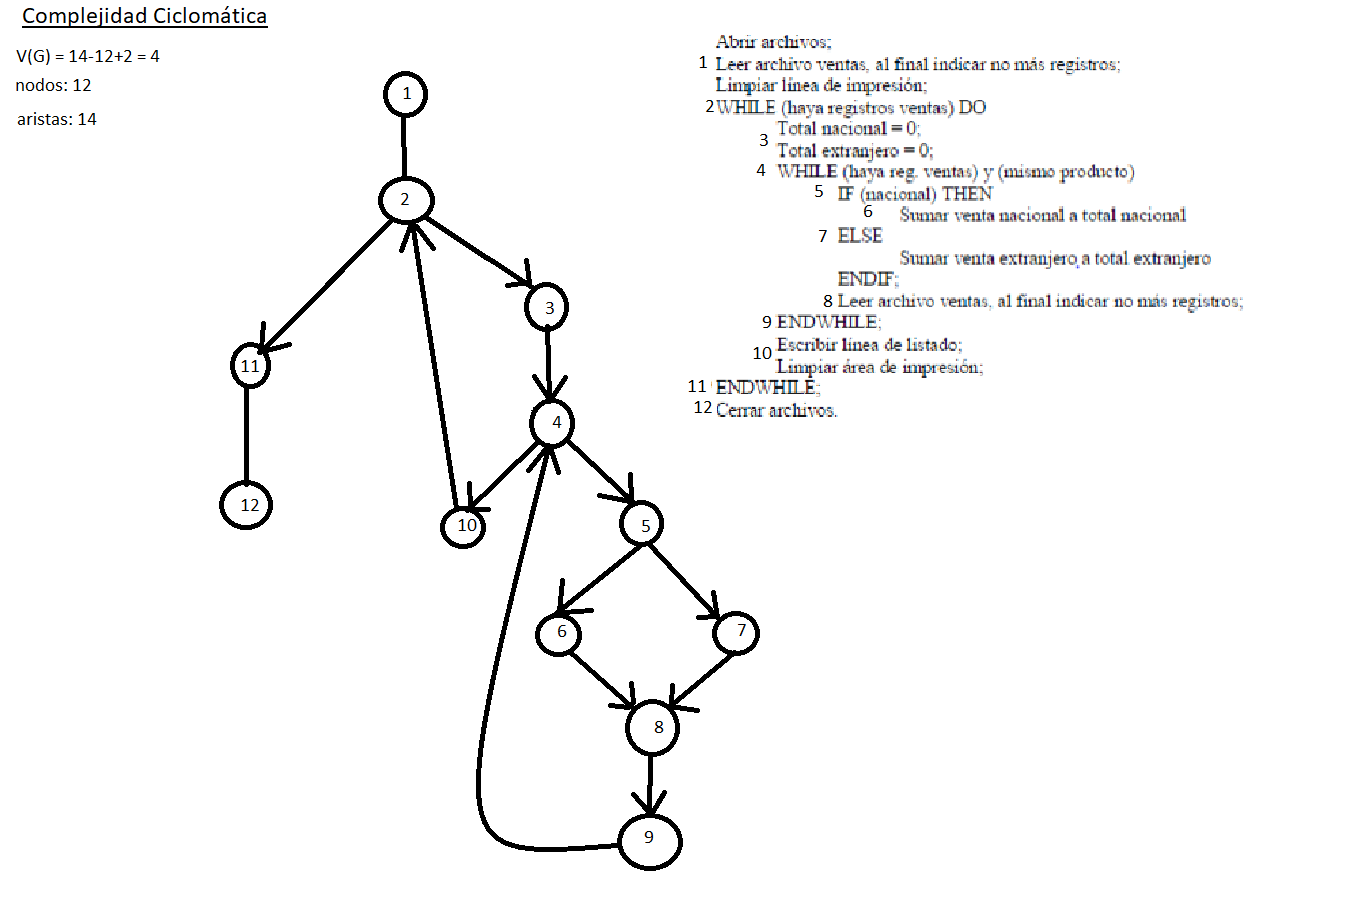 Complejidad Ciclomática
V(G) = 14-12+2 = 4
nodos: 12
aristas: 14
1
2
3
4
5
6
7
8
9
10
11
12
Abrir archivos;
1 Leer archivo ventas, al final indicar no más registros;
Limpiar línea de impresión;
2 WHILE (haya registros ventas) DO
Total nacional = 0;
3
Total extranjero = 0;
4 WHILE (haya reg. ventas) y (mismo producto)
5 IF (nacional) THEN
6 Sumar venta nacional a total nacional
7 ELSE
Sumar venta extranjero a total extranjero
ENDIF;
8 Leer archivo ventas, al final indicar no más registros;
9 ENDWHILE;
Escribir línea de listado;
10
Limpiar área de impresión;
11 ENDWHILE;
12 Cerrar archivos.